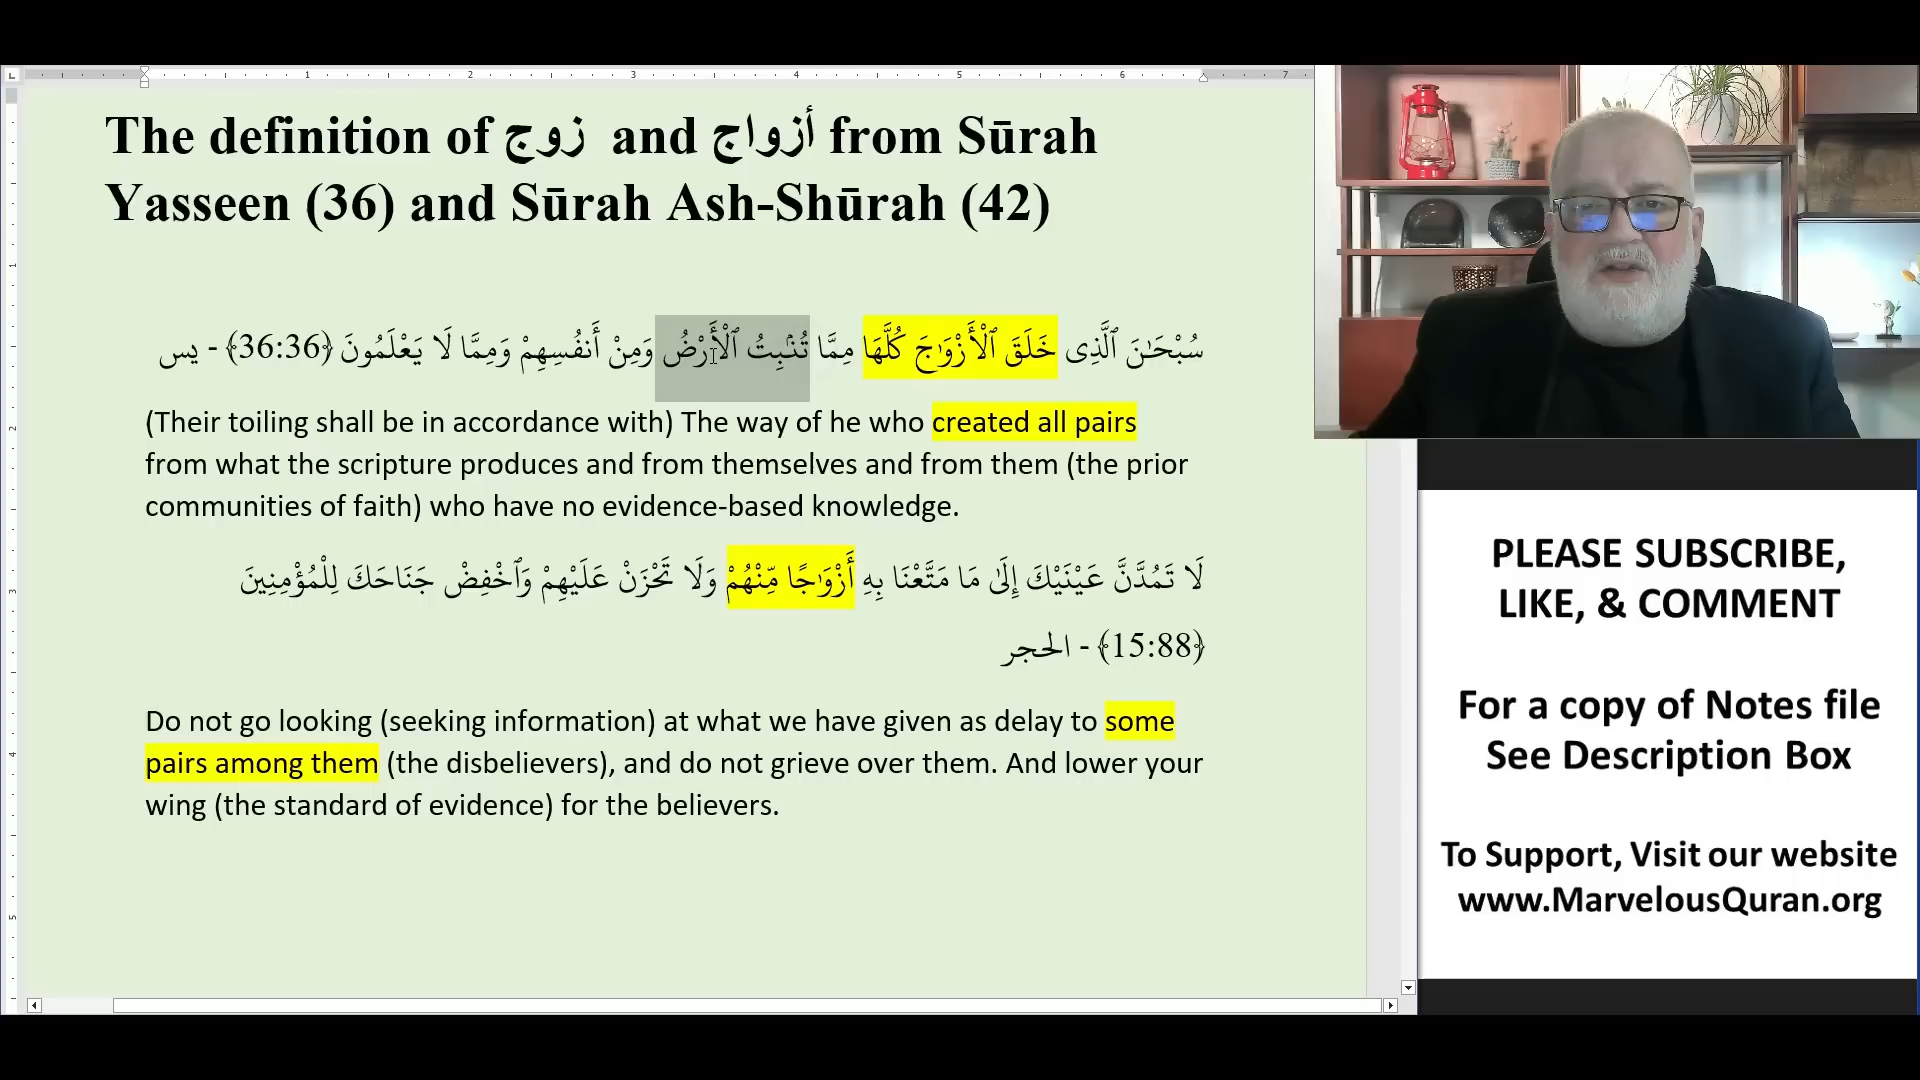 The definition of زوج and أزواج from Sūrah
Yasseen (36) and Sūrah Ash-Shūrah (42)
سُبْحَـٰنَ ٱلَّذِى خَلَقَ ٱلْأَزْوَٰجَ كُلَّهَا مِمَّا تُنۢبِتُ ٱلْأَرْضُ وَمِنْ أَنفُسِهِمْ وَمِمَّا لَا يَعْلَمُونَ ﴿36:36﴾ - يس
(Their toiling shall be in accordance with) The way of he who created all pairs
from what the scripture produces and from themselves and from them (the prior
communities of faith) who have no evidence-based knowledge.
لَا تَمُدَّنَّ عَيْنَيْكَ إِلَىٰ مَا مَتَّعْنَا بِهِۦ أَزْوَٰجًا مِّنْهُمْ وَلَا تَحْزَنْ عَلَيْهِمْ وَٱخْفِضْ جَنَاحَكَ لِلْمُؤْمِنِينَ
﴿15:88﴾ - الحجر
Do not go looking (seeking information) at what we have given as delay to some
pairs among them (the disbelievers), and do not grieve over them. And lower your
wing (the standard of evidence) for the believers.
PLEASE SUBSCRIBE,
LIKE, & COMMENT
For a copy of Notes file
See Description Box
To Support, Visit our website
www.MarvelousQuran.org